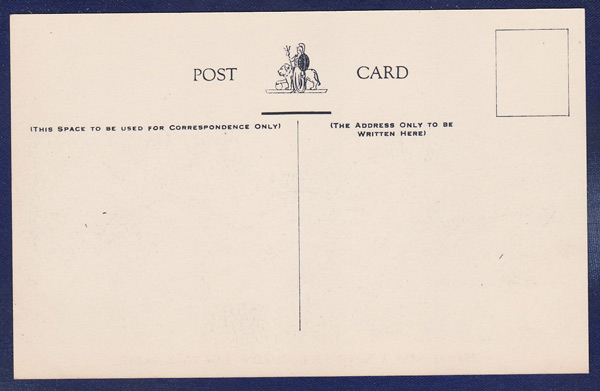 POST CARD
(THIS SPACE TO BE USED FOR CORRESPONDENCE ONLY)
(THE ADDRESS ONLY TO BE
WRITTEN HERE)